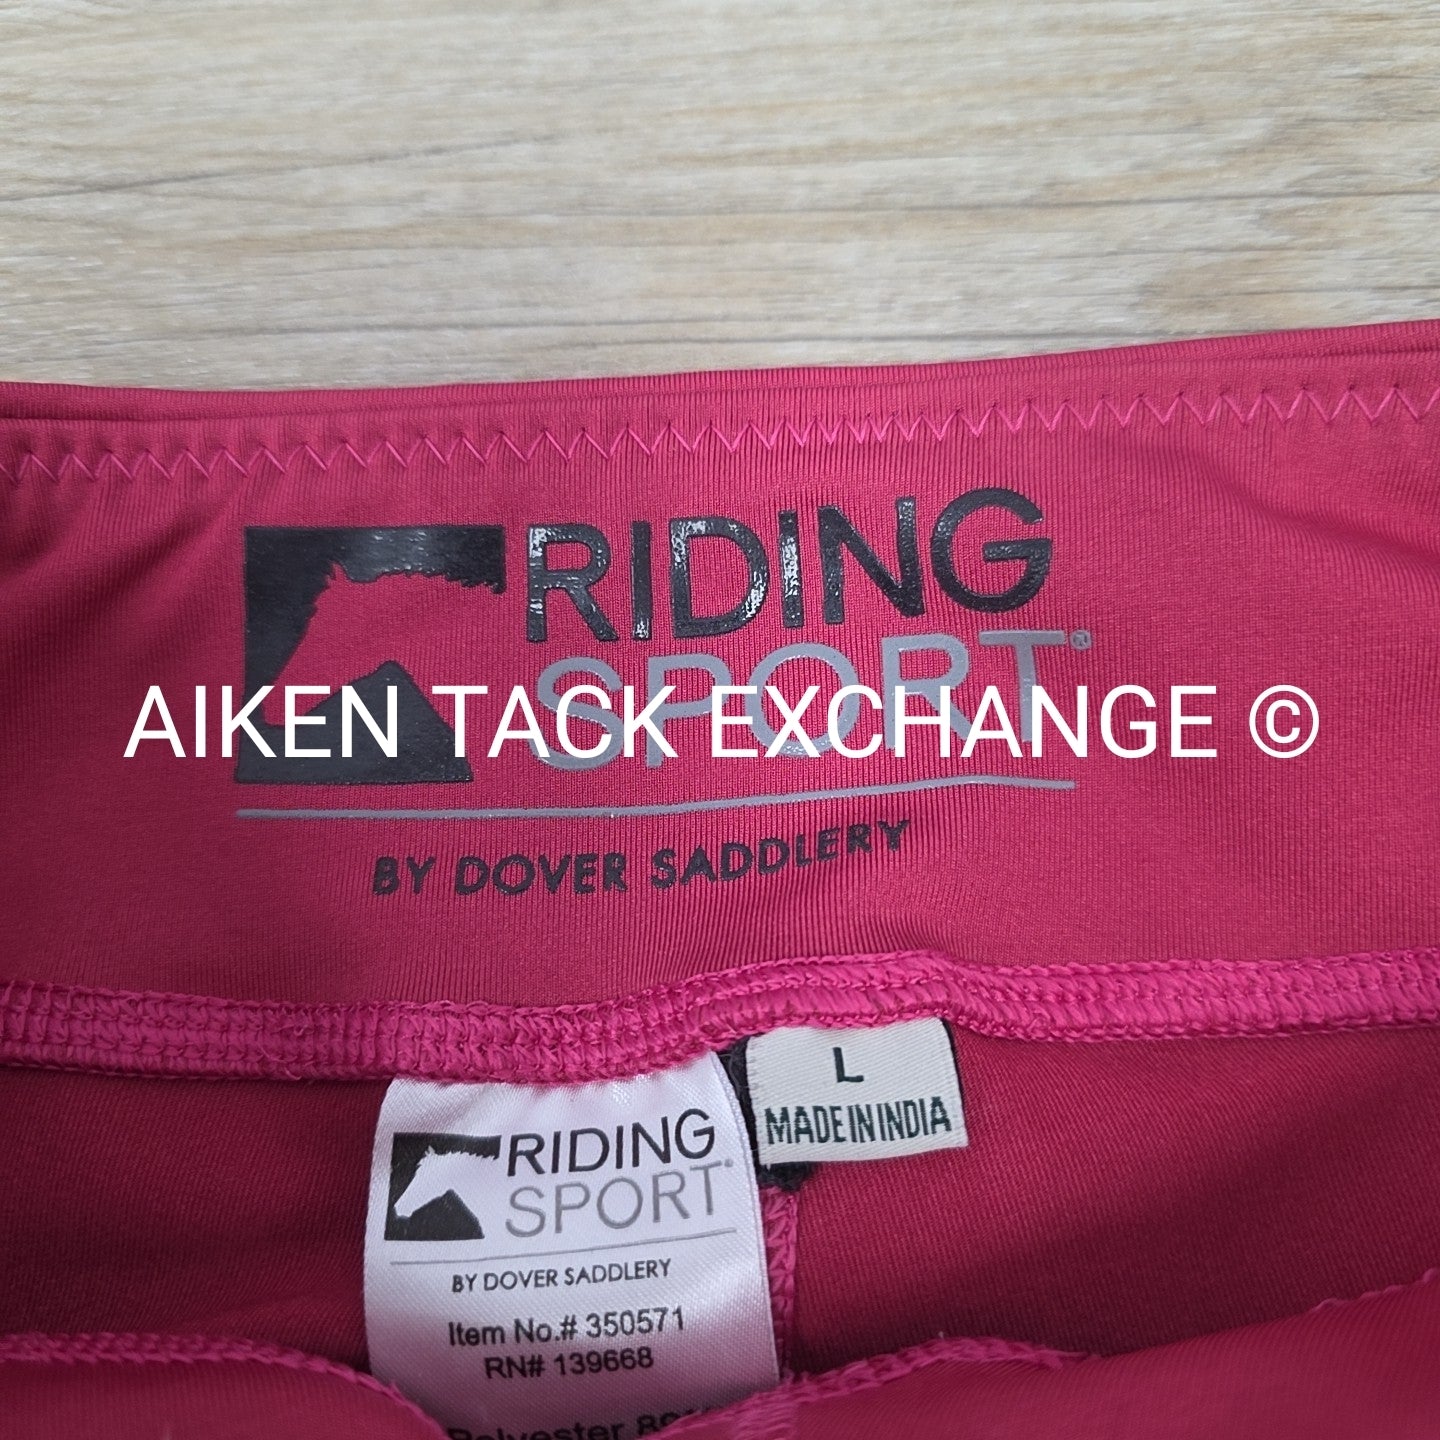 RIDING
SPORT®
AIKEN TACK EXCHANGE ©
BY DOVER SADDLERY
L
MADE IN INDIA
RIDING
SPORT®
BY DOVER SADDLERY
Item No.# 350571
RN# 139668
Polyester